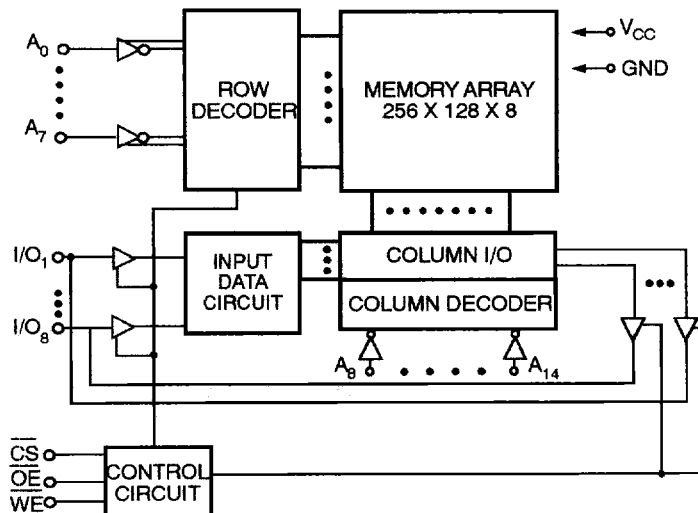 A0
A7
ROW
DECODER
MEMORY ARRAY
256 X 128 X 8
VCC
GND
I/O1
I/O8
INPUT
DATA
CIRCUIT
COLUMN I/O
COLUMN DECODER
A8
A14
CS
OE
WE
CONTROL
CIRCUIT